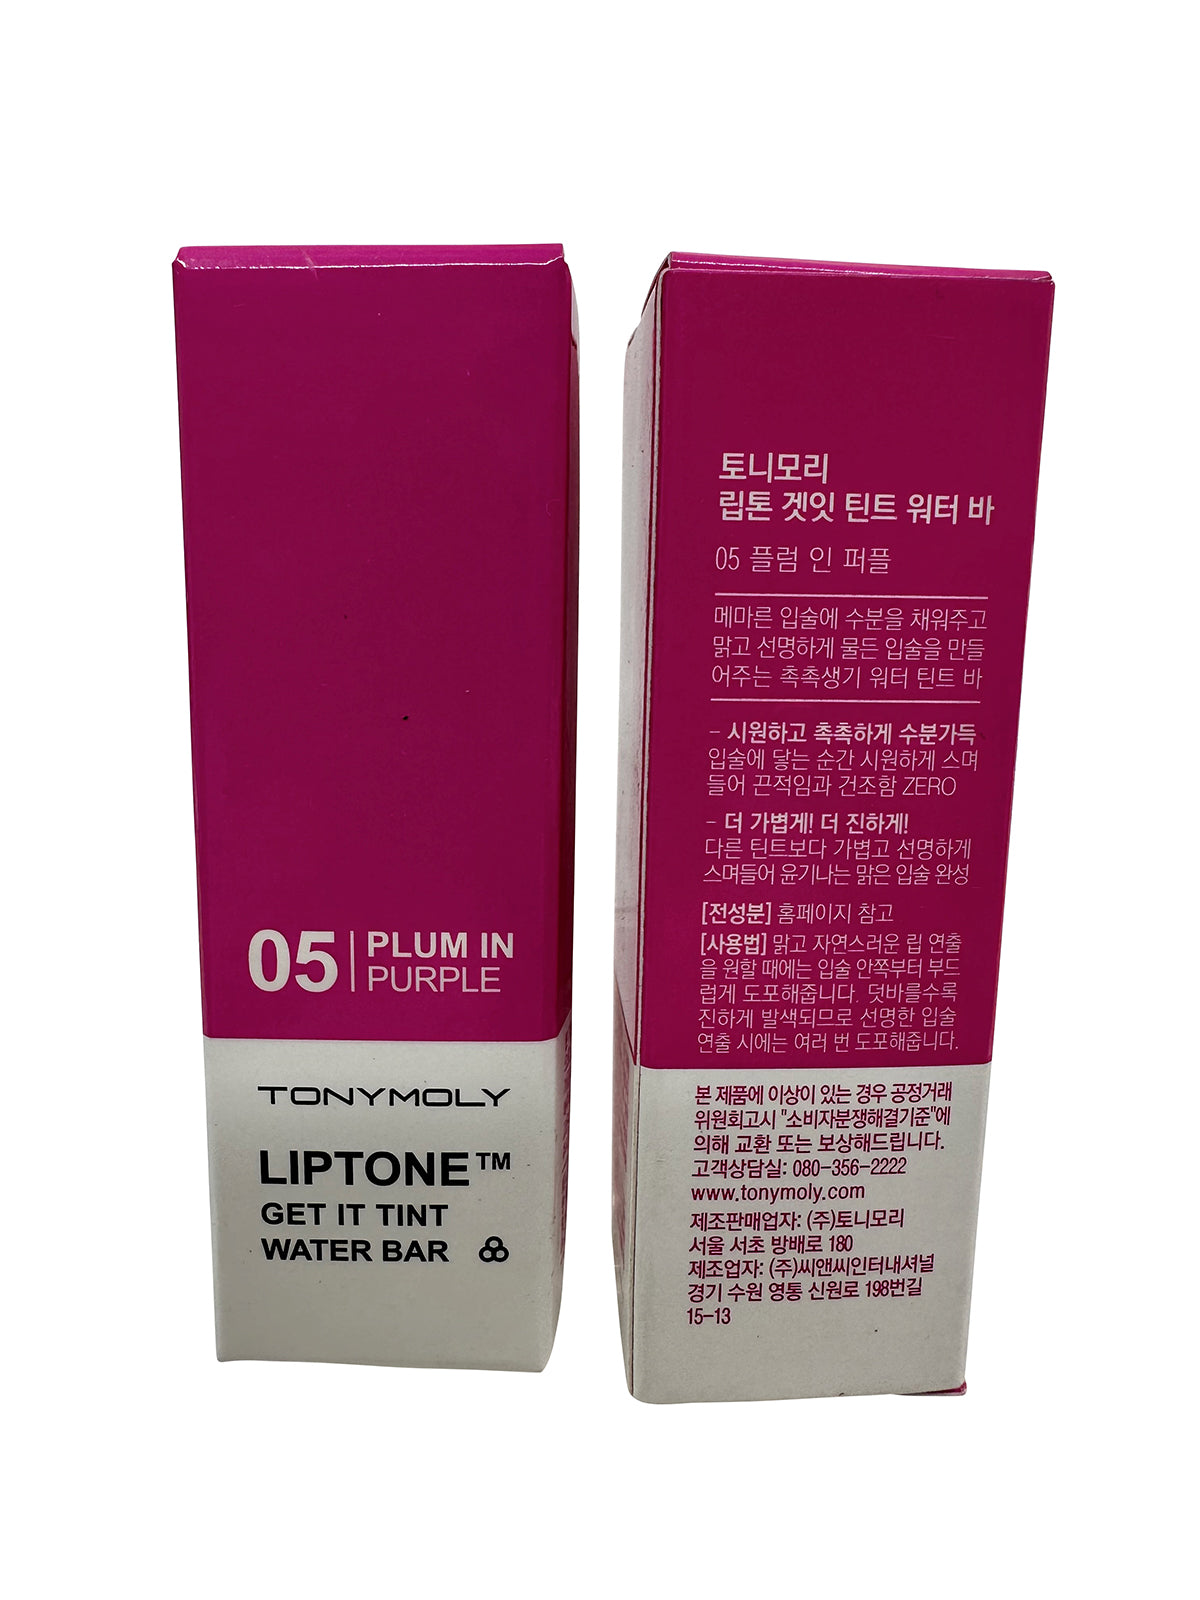 05 PLUM IN
PURPLE
TONYMOLY
LIPTONE™
GET IT TINT
WATER BAR
토니모리
립톤 겟잇 틴트 워터 바
05 플럼 인 퍼플
메마른 입술에 수분을 채워주고
맑고 선명하게 물든 입술을 만들
어주는 촉촉생기 워터 틴트 바
- 시원하고 촉촉하게 수분가득
입술에 닿는 순간 시원하게 스며
들어 끈적임과 건조함 ZERO
- 더 가볍게! 더 진하게!
다른 틴트보다 가볍고 선명하게
스며들어 윤기나는 맑은 입술 완성
[전성분] 홈페이지 참고
[사용법] 맑고 자연스러운 립 연출
을 원할 때에는 입술 안쪽부터 부드
럽게 도포해줍니다. 덧바를수록
진하게 발색되므로 선명한 입술
연출 시에는 여러 번 도포해줍니다.
본 제품에 이상이 있는 경우 공정거래
위원회고시 "소비자분쟁해결기준"에
의해 교환 또는 보상해드립니다.
고객상담실: 080-356-2222
www.tonymoly.com
제조판매업자: (주)토니모리
서울 서초 방배로 180
제조업자: (주)씨앤씨인터내셔널
경기 수원 영통 신원로 198번길
15-13